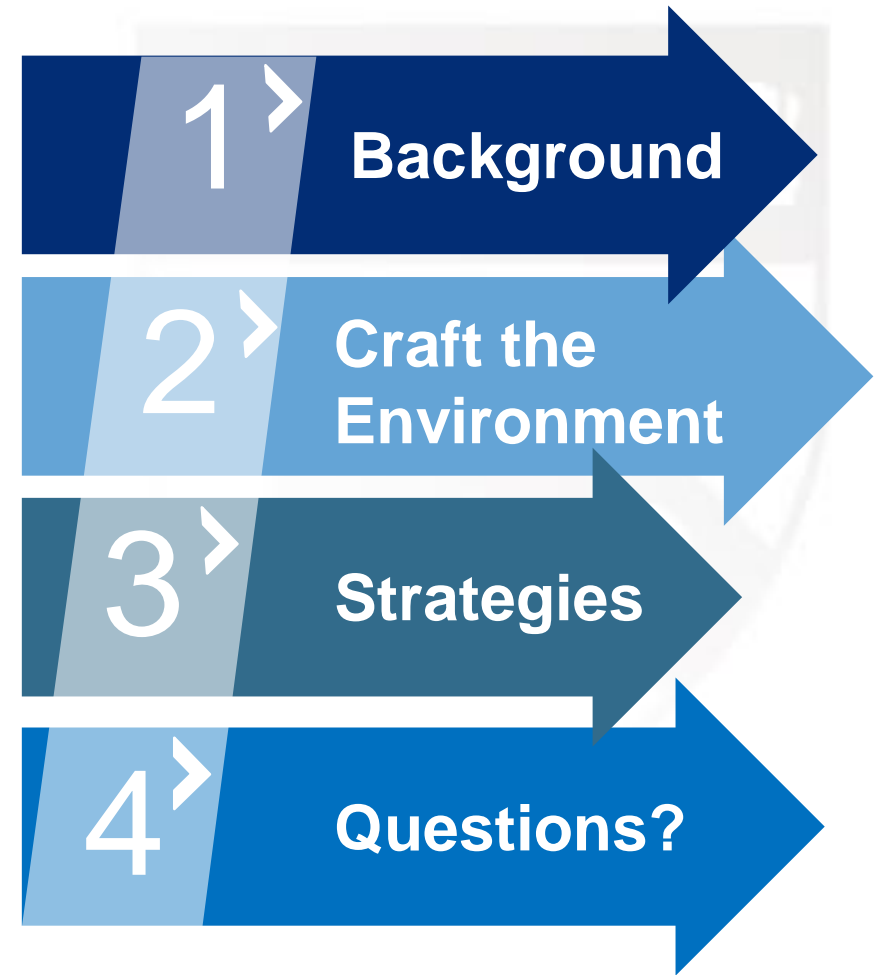 1
Background
2
Craft the
Environment
3
Strategies
4
Questions?